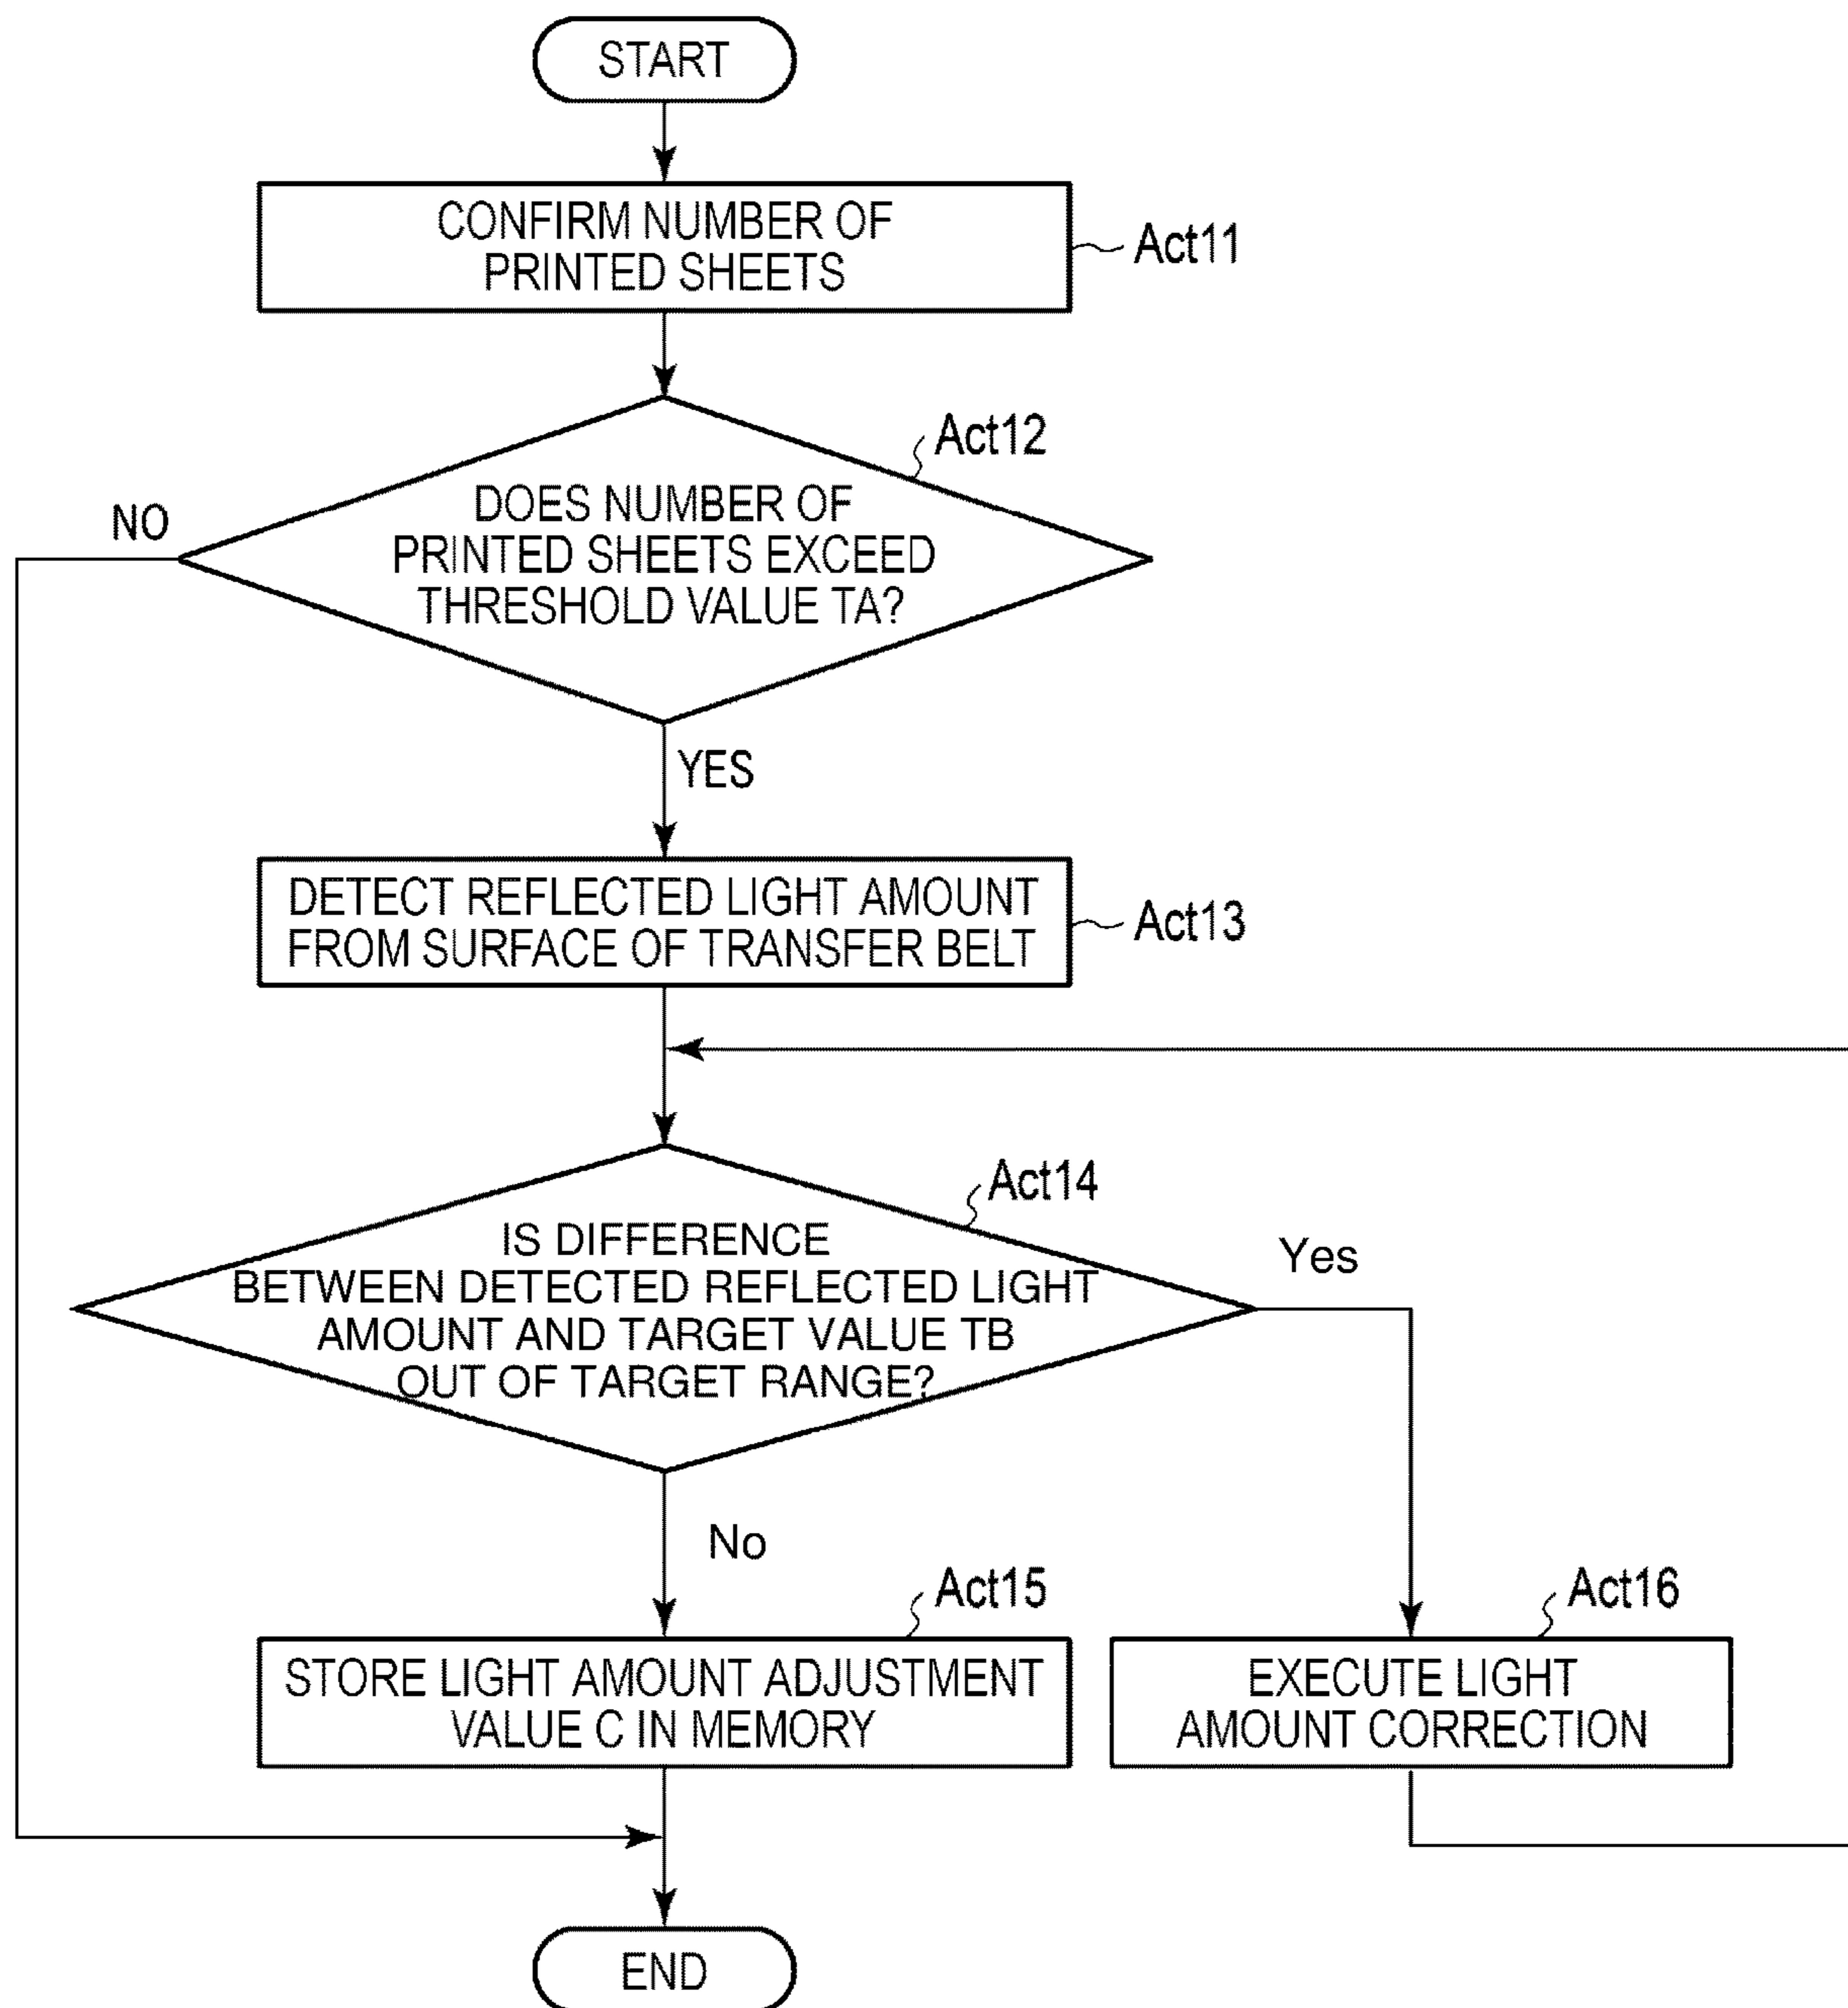 START
CONFIRM NUMBER OF
PRINTED SHEETS
Act11
Act12
DOES NUMBER OF
PRINTED SHEETS EXCEED
THRESHOLD VALUE TA?
NO
YES
DETECT REFLECTED LIGHT AMOUNT
FROM SURFACE OF TRANSFER BELT
Act13
Act14
IS DIFFERENCE
BETWEEN DETECTED REFLECTED LIGHT
AMOUNT AND TARGET VALUE TB
OUT OF TARGET RANGE?
Yes
No
Act15
STORE LIGHT AMOUNT ADJUSTMENT
VALUE C IN MEMORY
Act16
EXECUTE LIGHT
AMOUNT CORRECTION
END